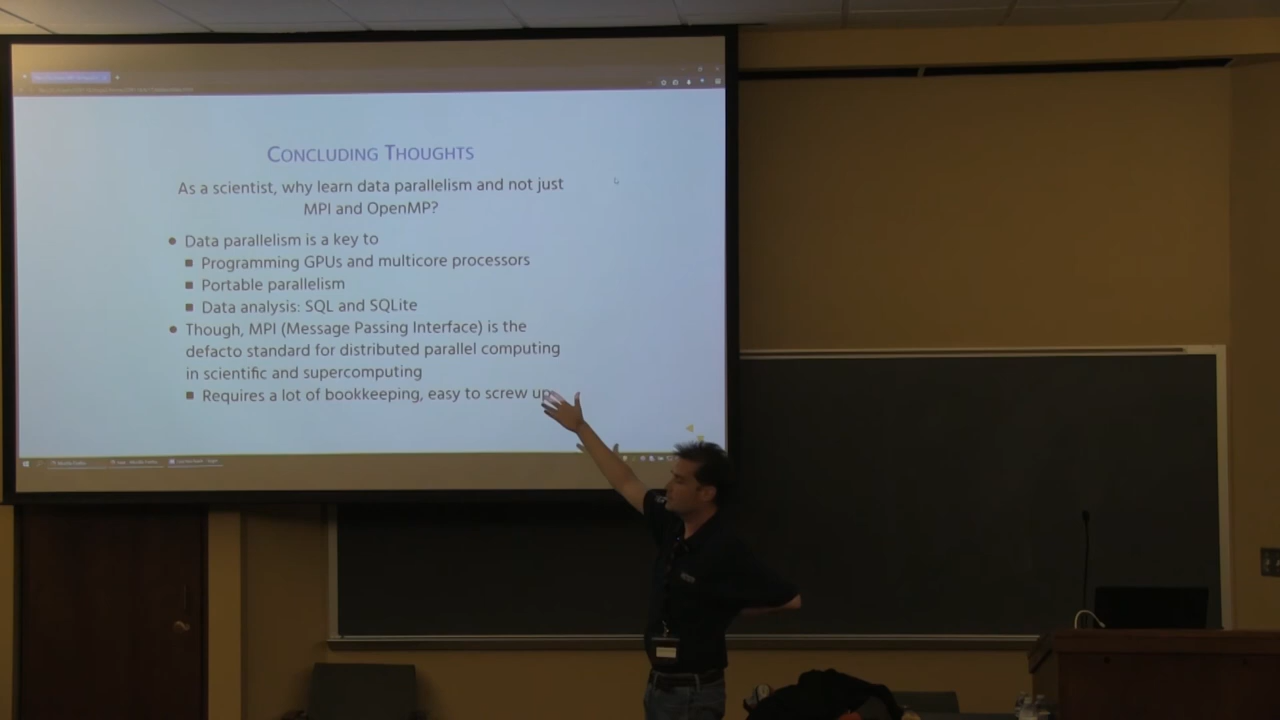 Concluding Thoughts
As a scientist, why learn data parallelism and not just
MPI and OpenMP?
Data parallelism is a key to
Programming GPUs and multicore processors
Portable parallelism
Data analysis: SQL and SQLite
Though, MPI (Message Passing Interface) is the
defacto standard for distributed parallel computing
in scientific and supercomputing
Requires a lot of bookkeeping, easy to screw up